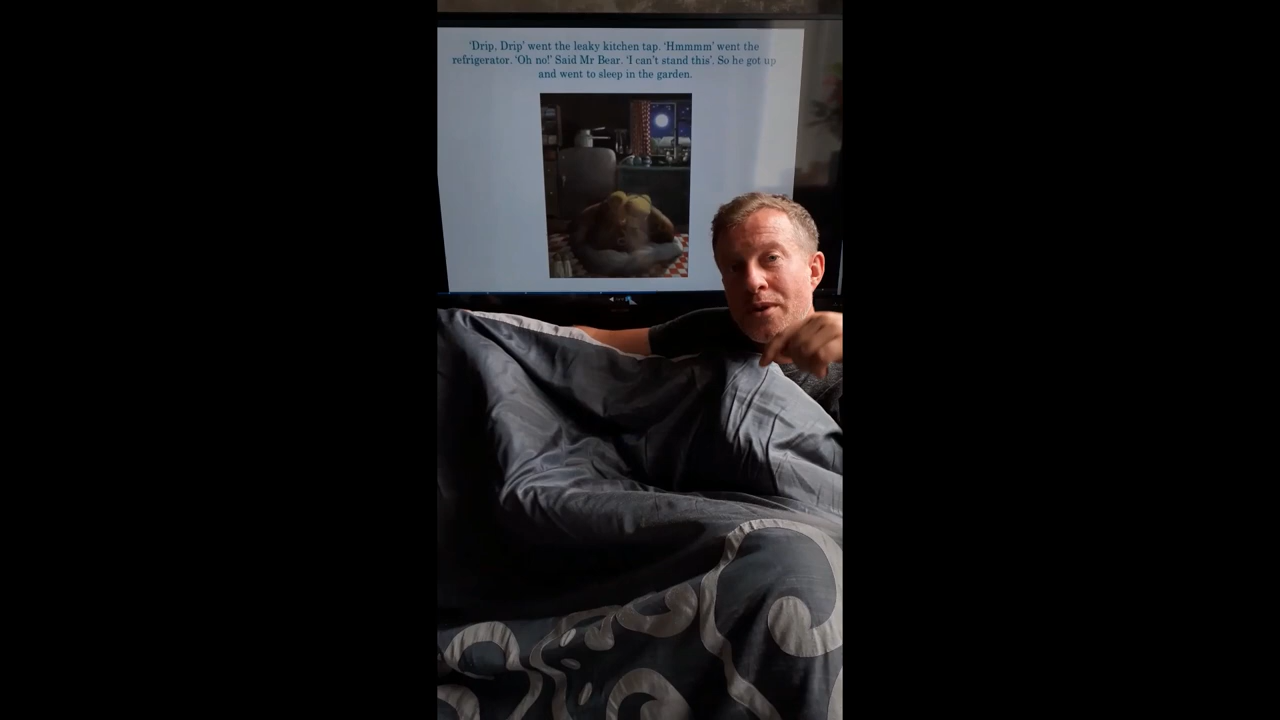 ‘Drip, Drip’ went the leaky kitchen tap. ‘Hmmmm’ went the
refrigerator. ‘Oh no!’ Said Mr Bear. ‘I can’t stand this’. So he got up
and went to sleep in the garden.